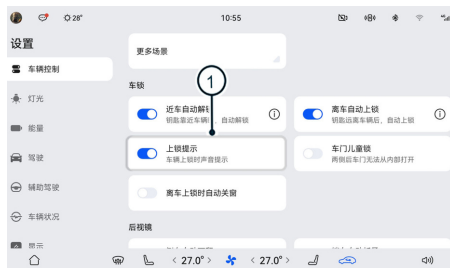 28°
10:55
设置
更多场景
车辆控制
车锁
1
灯光
近车自动解锁
钥匙靠近车辆后，自动解锁
离车自动上锁
钥匙远离车辆后，自动上锁
能量
驾驶
上锁提示
车辆上锁时声音提示
车门儿童锁
两侧后车门无法从内部打开
辅助驾驶
离车上锁时自动关窗
车辆状况
后视镜
显示
< 27.0° >
< 27.0° >